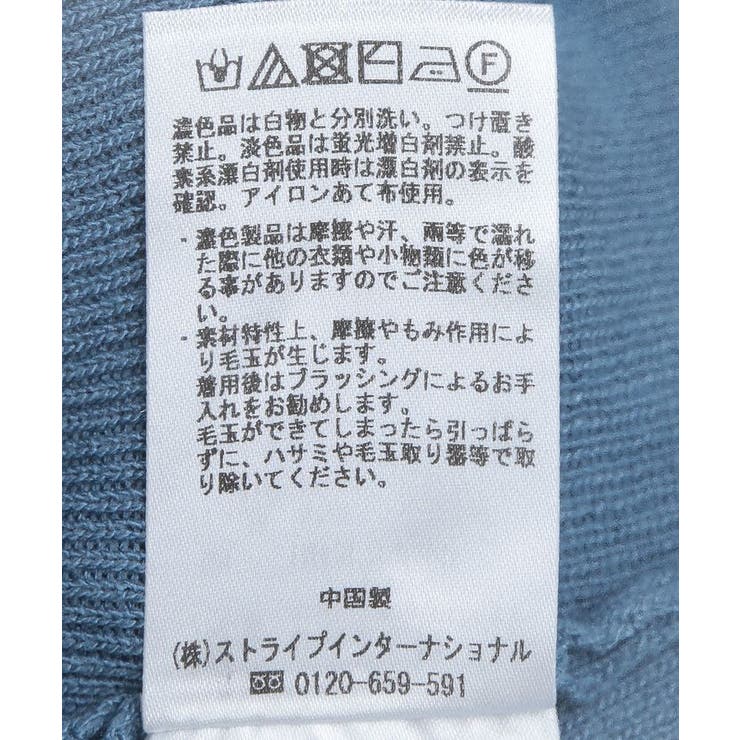 F
濃色品は白物と分別洗い。つけ置き
禁止。淡色品は蛍光増白剤禁止。酸
素系漂白剤使用時は漂白剤の表示を
確認。アイロンあて布使用。
・濃色製品は摩擦や汗、雨等で濡れ
た際に他の衣類や小物類に色が移
る事がありますのでご注意くださ
い。
・素材特性上、摩擦やもみ作用によ
り毛玉が生じます。
着用後はブラッシングによるお手
入れをお勧めします。
毛玉ができてしまったら引っぱら
ずに、ハサミや毛玉取り器等で取
り除いてください。
中国製
(株)ストライプインターナショナル
0120-659-591